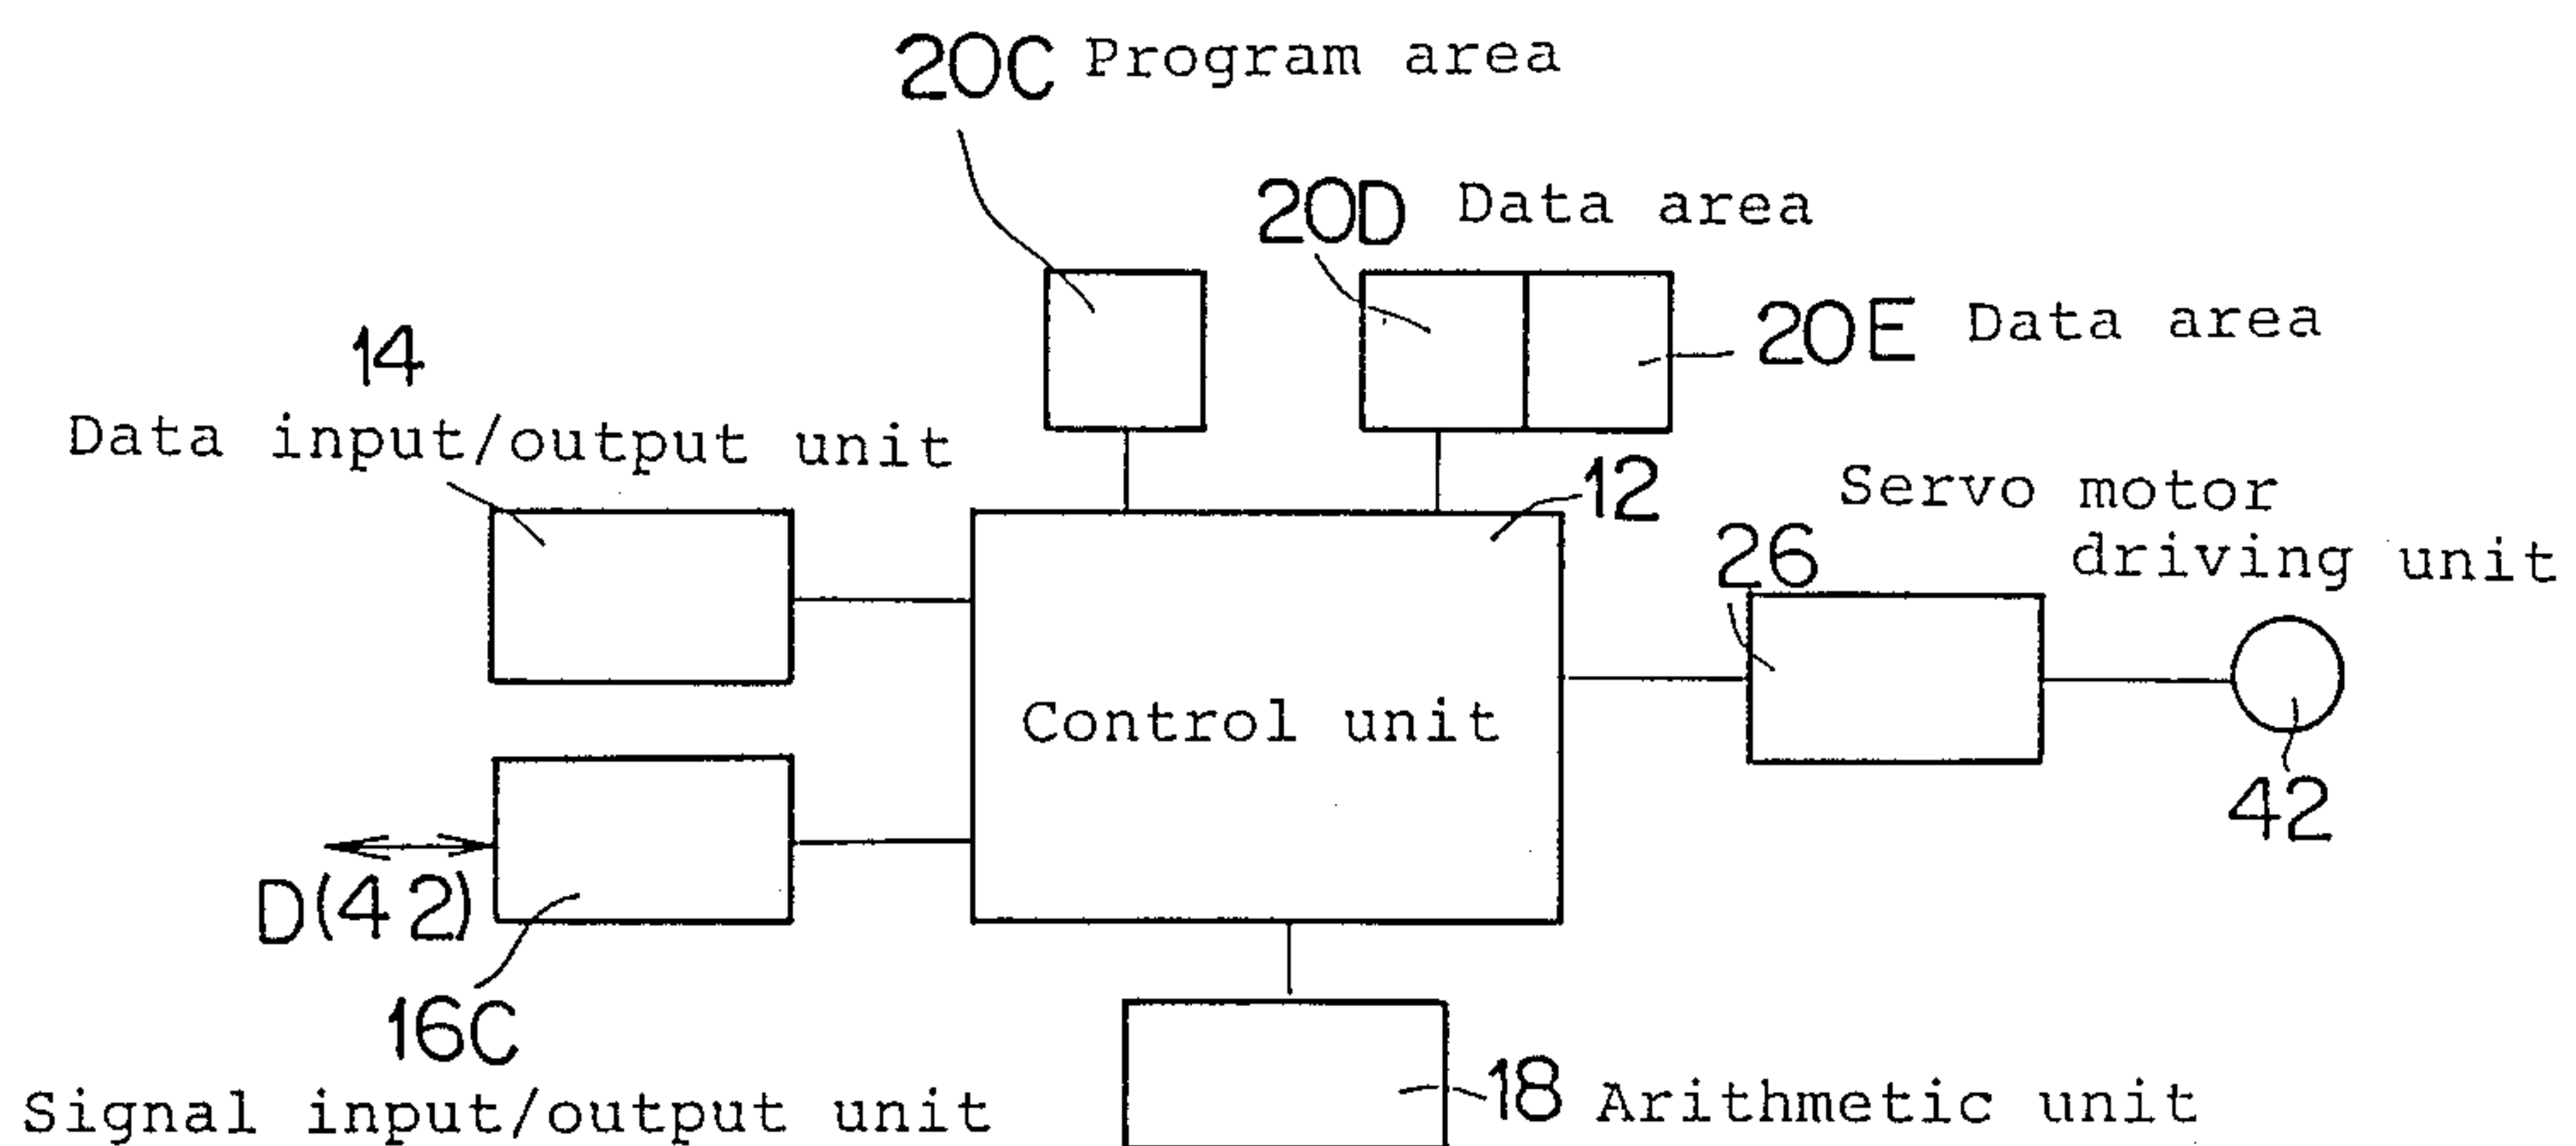 20C Program area
20D Data area
20E Data area
14
Data input/output unit
12
Servo motor
driving unit
26
Control unit
42
D(42)
16C
Signal input/output unit
18 Arithmetic unit